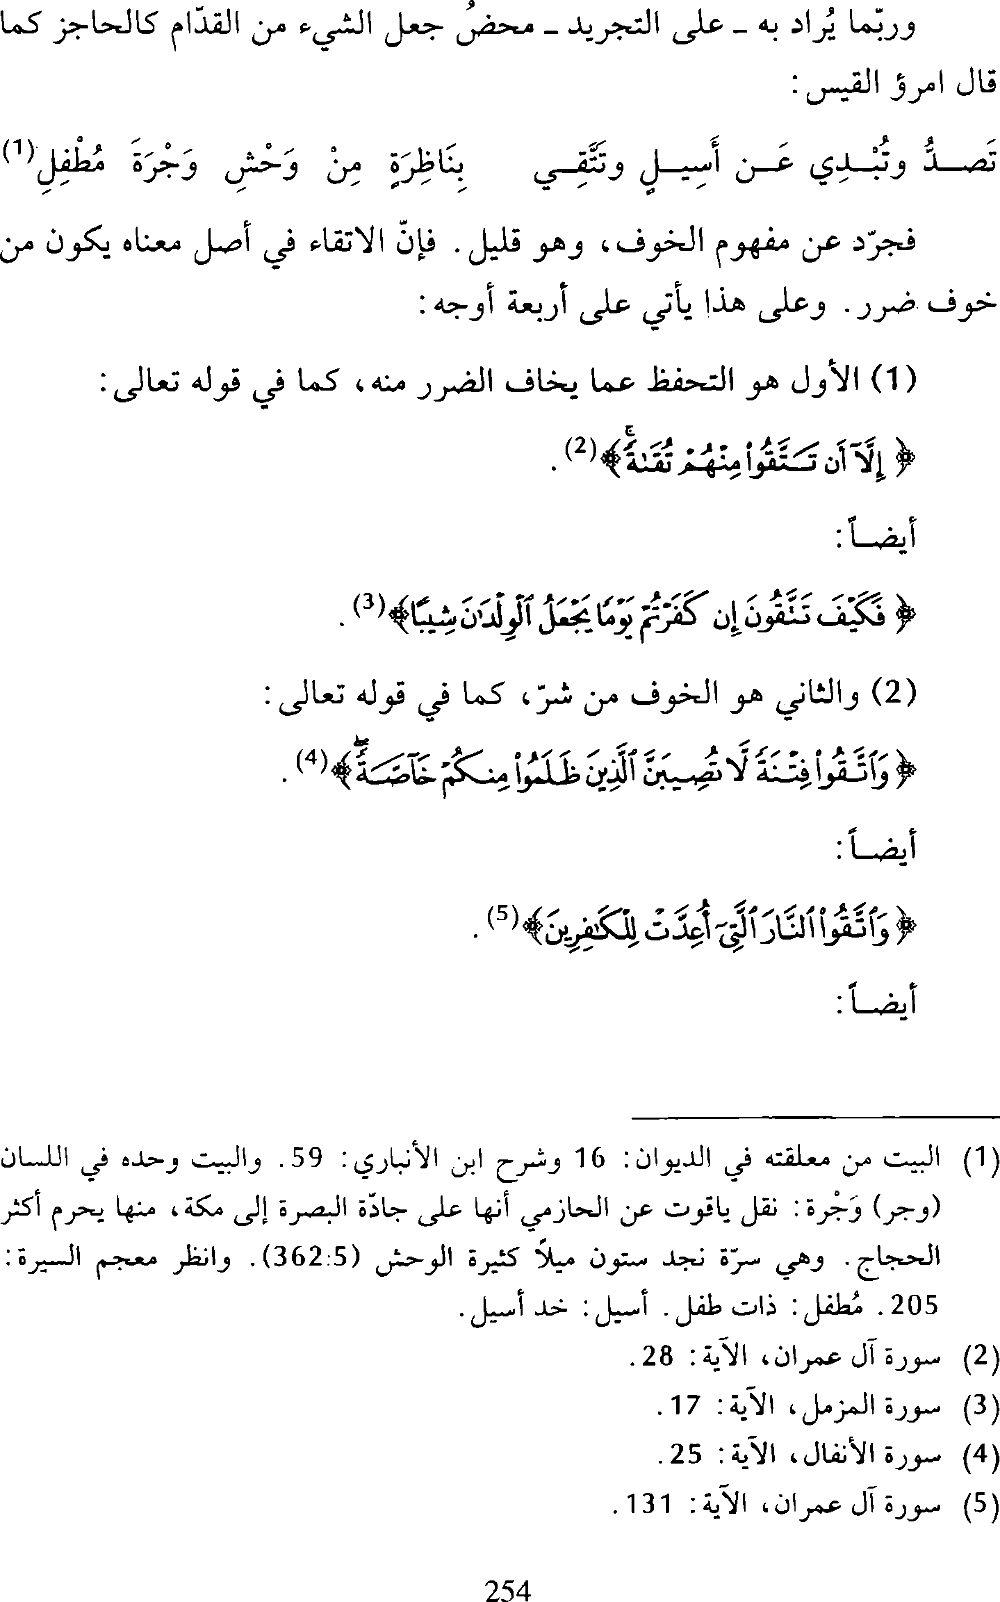 وربّما يُراد به ـ على التجريد ـ محضُ جعل الشيء من القدّام كالحاجز كما
قال امرؤ القيس:
تَصــدُّ وتُبْــدِي عَــن أَسِيــلٍ وتَتَّقِــي بِنَاظِرَةٍ مِنْ وَحْشِ وَجْرَةَ مُطْفِلِ(1)
فجرّد عن مفهوم الخوف، وهو قليل. فإنّ الاتقاء في أصل معناه يكون من
خوف ضرر. وعلى هذا يأتي على أربعة أوجه:
(1) الأول هو التحفظ عما يخاف الضرر منه، كما في قوله تعالى:
﴿ إِلَّآ أَن تَتَّقُوا۟ مِنْهُمْ تُقَىٰةًۗ﴾(2).
أيضــاً:
﴿ فَكَيْفَ تَتَّقُونَ إِن كَفَرْتُمْ يَوْمًا يَجْعَلُ ٱلْوِلْدَٰنَ شِيبًا﴾(3).
(2) والثاني هو الخوف من شرّ، كما في قوله تعالى:
﴿ وَٱتَّقُوا۟ فِتْنَةً لَّا تُصِيبَنَّ ٱلَّذِينَ ظَلَمُوا۟ مِنكُمْ خَآصَّةًۖ﴾(4).
أيضــاً:
﴿ وَٱتَّقُوا۟ ٱلنَّارَ ٱلَّتِىٓ أُعِدَّتْ لِلْكَٰفِرِينَ﴾(5).
أيضــاً:
(1) البيت من معلقته في الديوان: 16 وشرح ابن الأنباري: 59. والبيت وحده في اللسان
(وجر) وَجْرة: نقل ياقوت عن الحازمي أنها على جادّة البصرة إلى مكة، منها يحرم أكثر
الحجاج. وهي سرّة نجد ستون ميلاً كثيرة الوحش (362:5). وانظر معجم السيرة:
205. مُطفل: ذات طفل. أسيل: خد أسيل.
(2) سورة آل عمران، الآية: 28.
(3) سورة المزمل، الآية: 17.
(4) سورة الأنفال، الآية: 25.
(5) سورة آل عمران، الآية: 131.
254